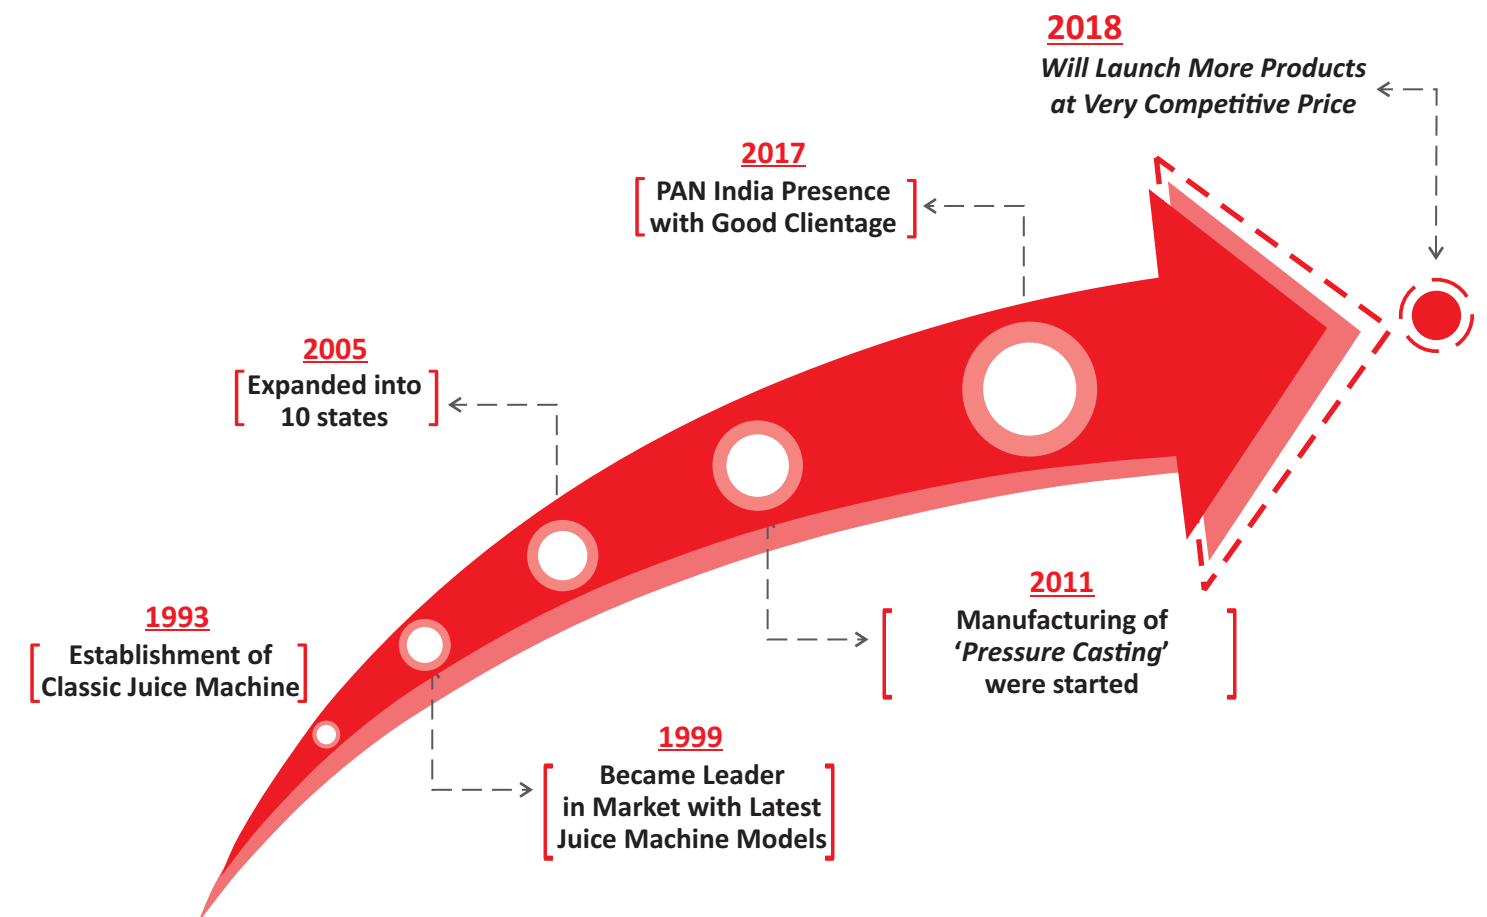 2018
Will Launch More Products
at Very Competitive Price
2017
PAN India Presence
with Good Clientage
2005
Expanded into
10 states
2011
Manufacturing of
‘Pressure Casting’
were started
1993
Establishment of
Classic Juice Machine
1999
Became Leader
in Market with Latest
Juice Machine Models